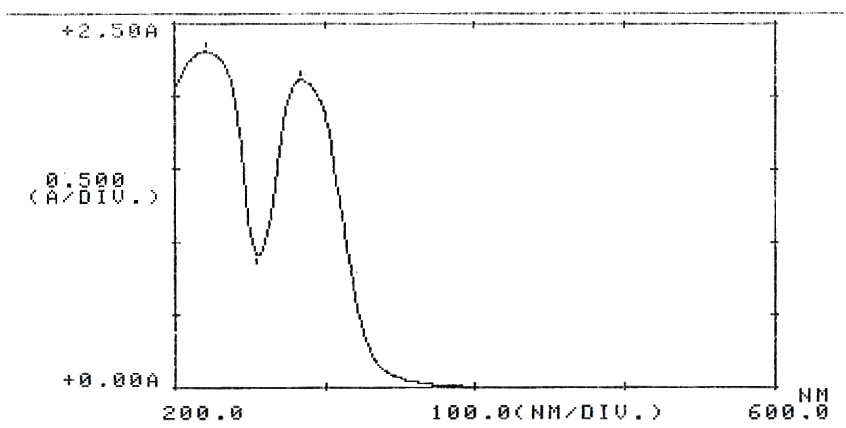 +2.50A
0.500
(A/DIV.)
+0.00A
NM
200.0 100.0(NM/DIV.) 600.0